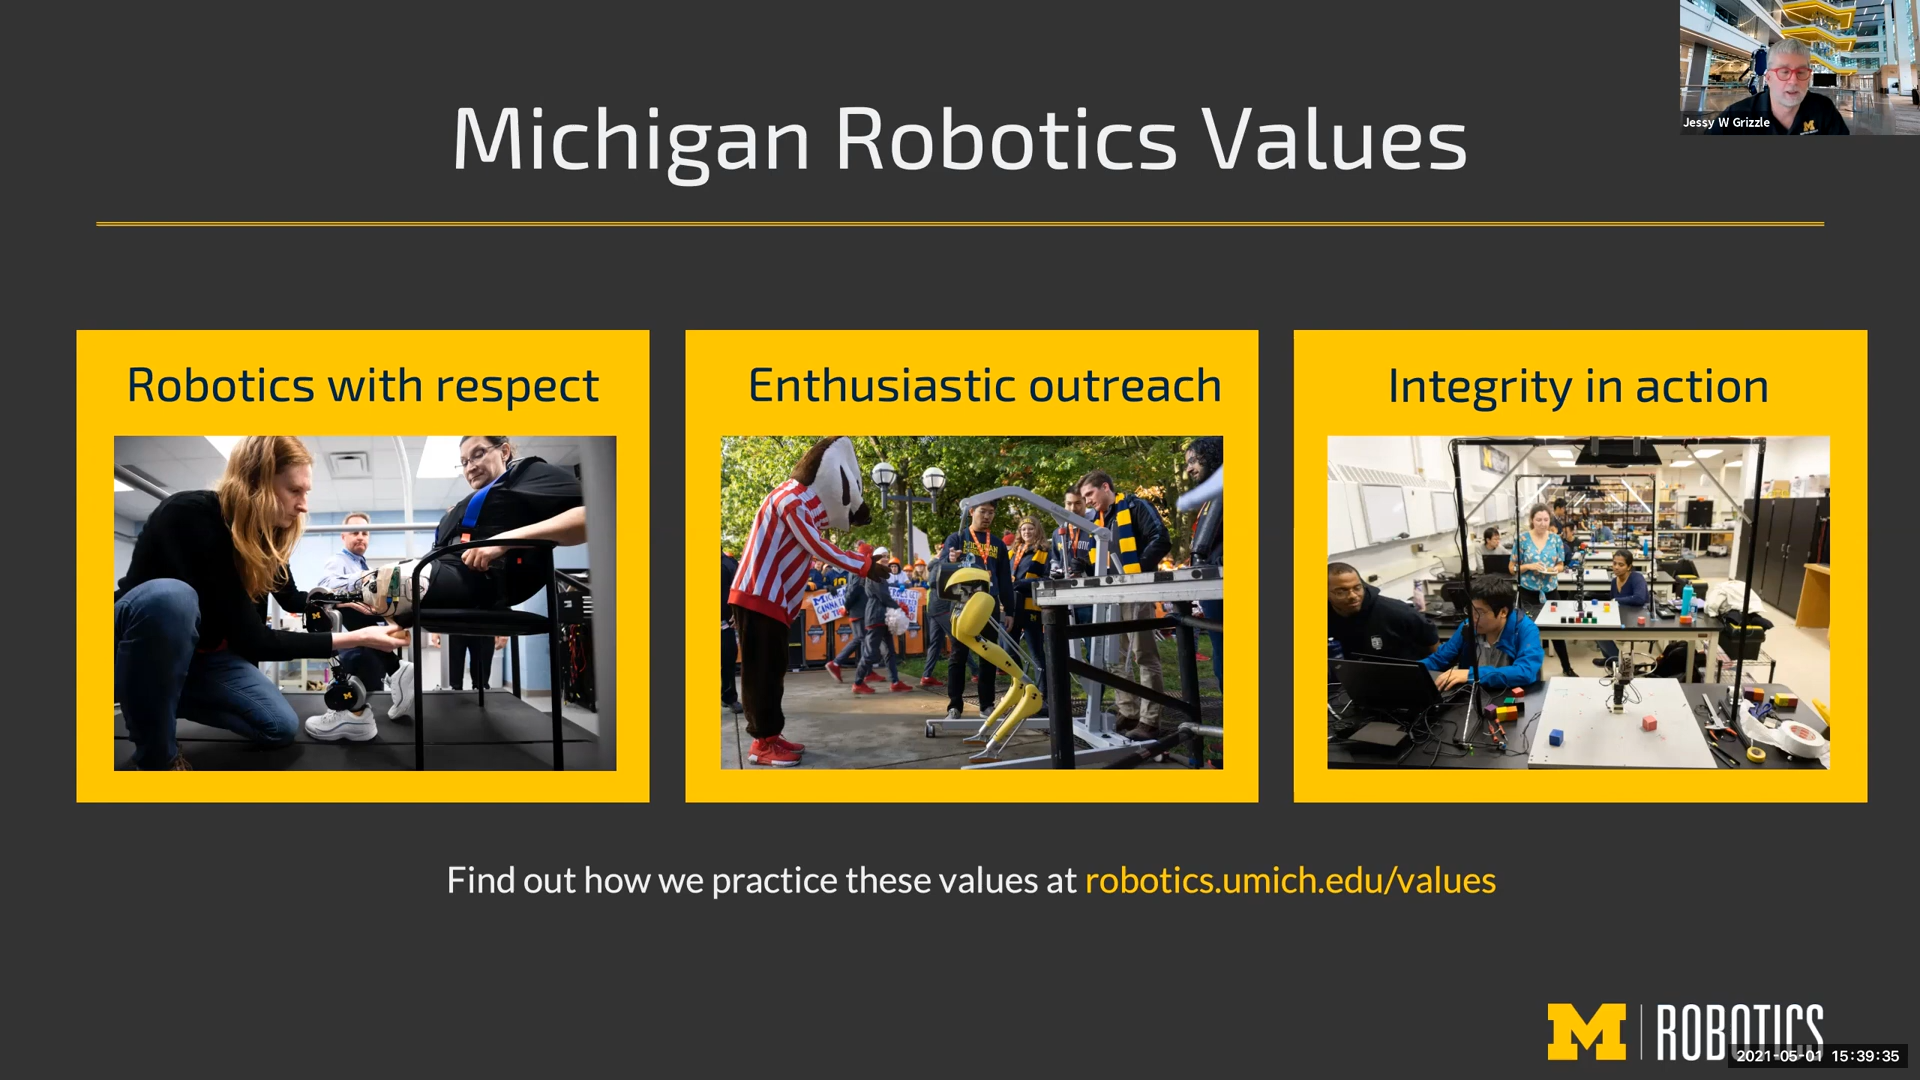 Jessy W Grizzle
Michigan Robotics Values
Robotics with respect
Enthusiastic outreach
Integrity in action
MICHIGAN
Find out how we practice these values at robotics.umich.edu/values
M | ROBOTICS
2021-05-01 15:39:35